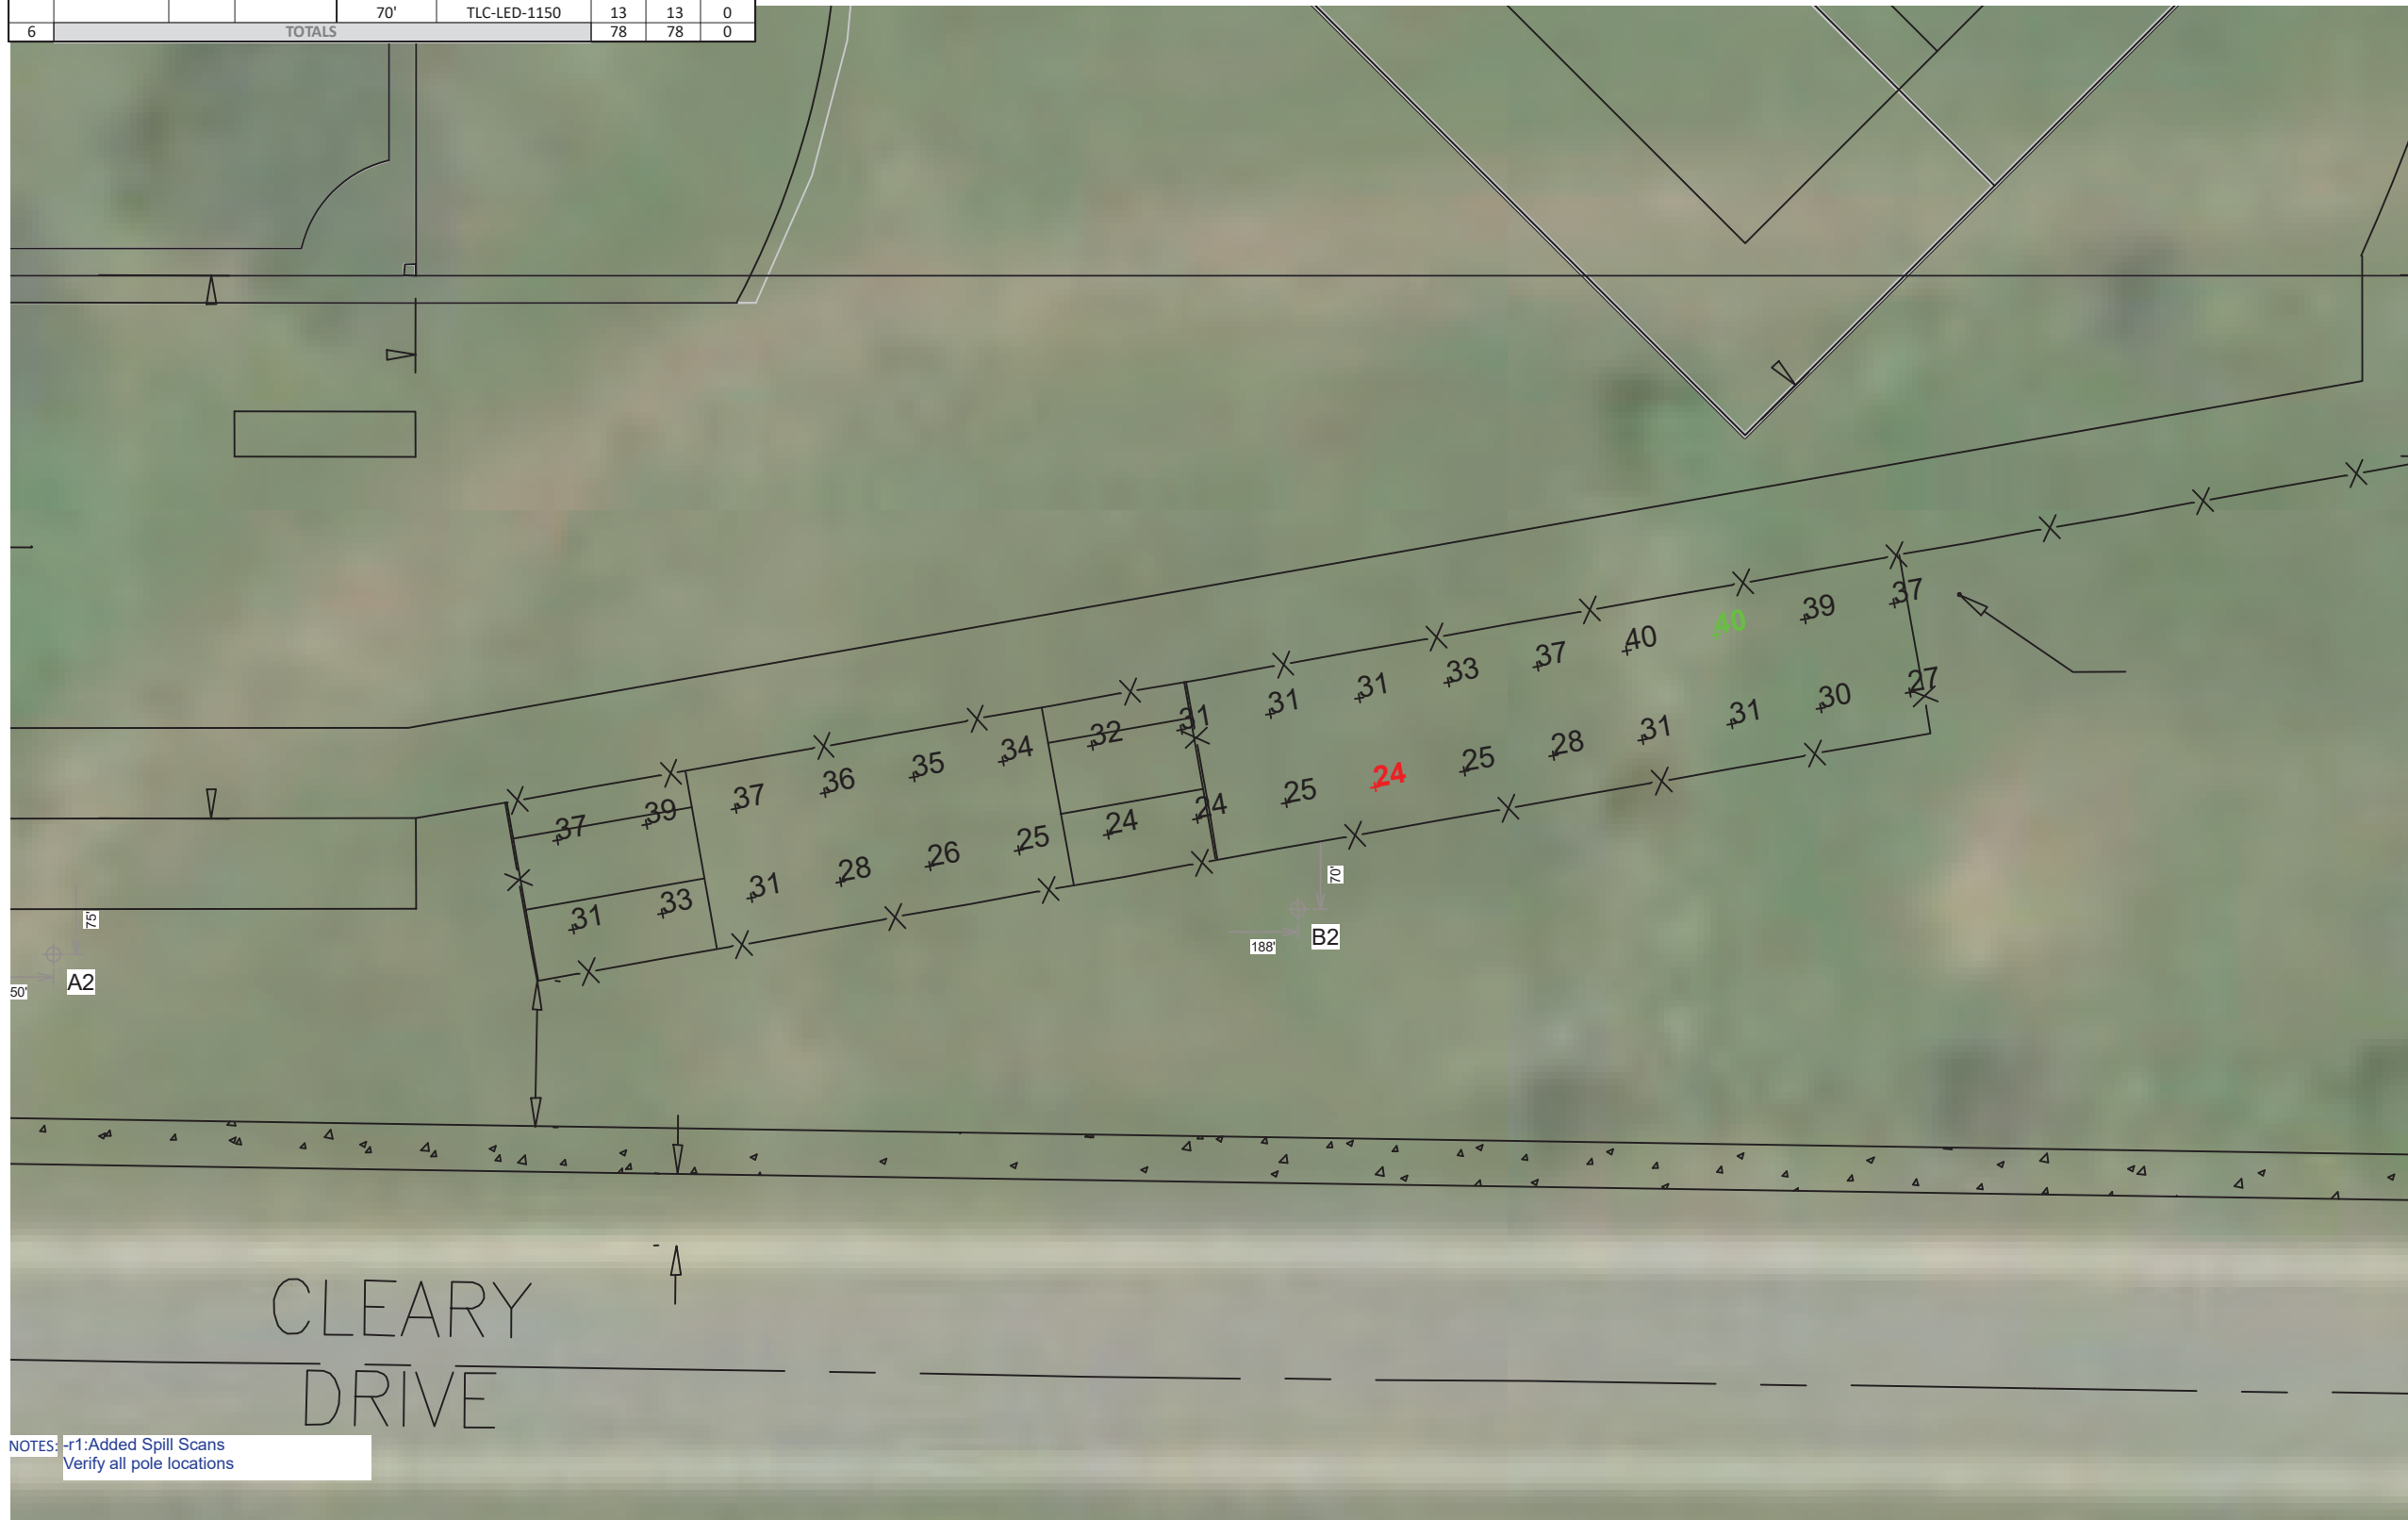 70' TLC-LED-1150 13 13 0
6 TOTALS 78 78 0
37 39 37 36 35 34 32 31 31 31 33 37 40 40 39 37
31 33 31 28 26 25 24 24 25 24 25 28 31 31 30 27
75'
50'
A2
70'
188'
B2
CLEARY
DRIVE
NOTES: -r1:Added Spill Scans
Verify all pole locations